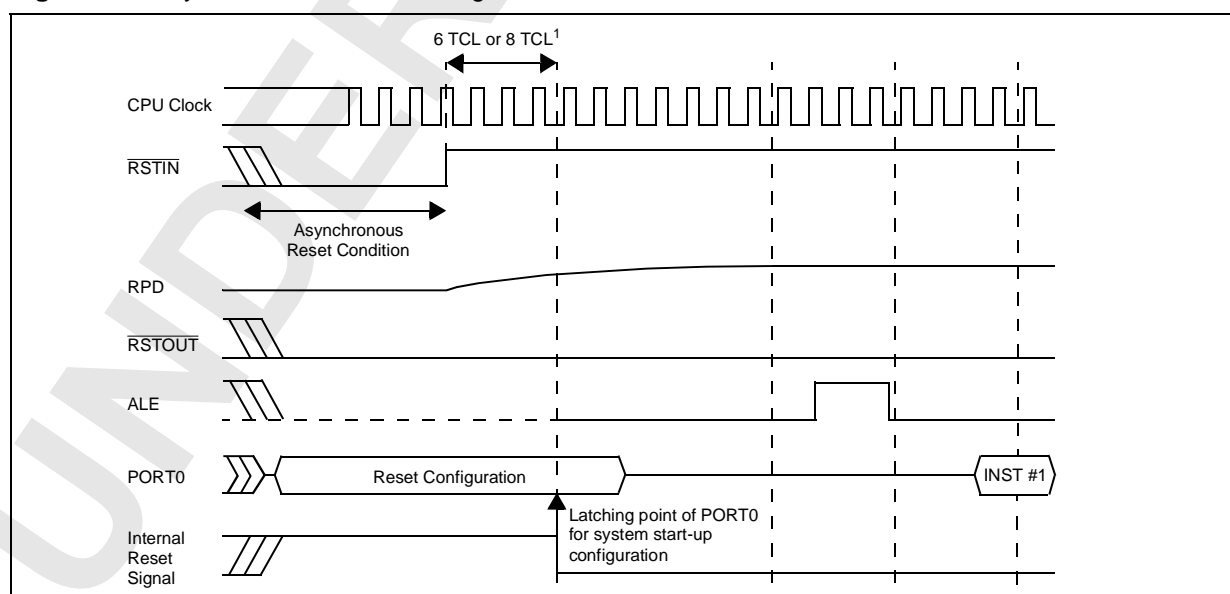 6 TCL or 8 TCL1
CPU Clock
RSTIN
Asynchronous
Reset Condition
RPD
RSTOUT
ALE
PORT0
Reset Configuration
INST #1
Latching point of PORT0
for system start-up
configuration
Internal
Reset
Signal
UNDER